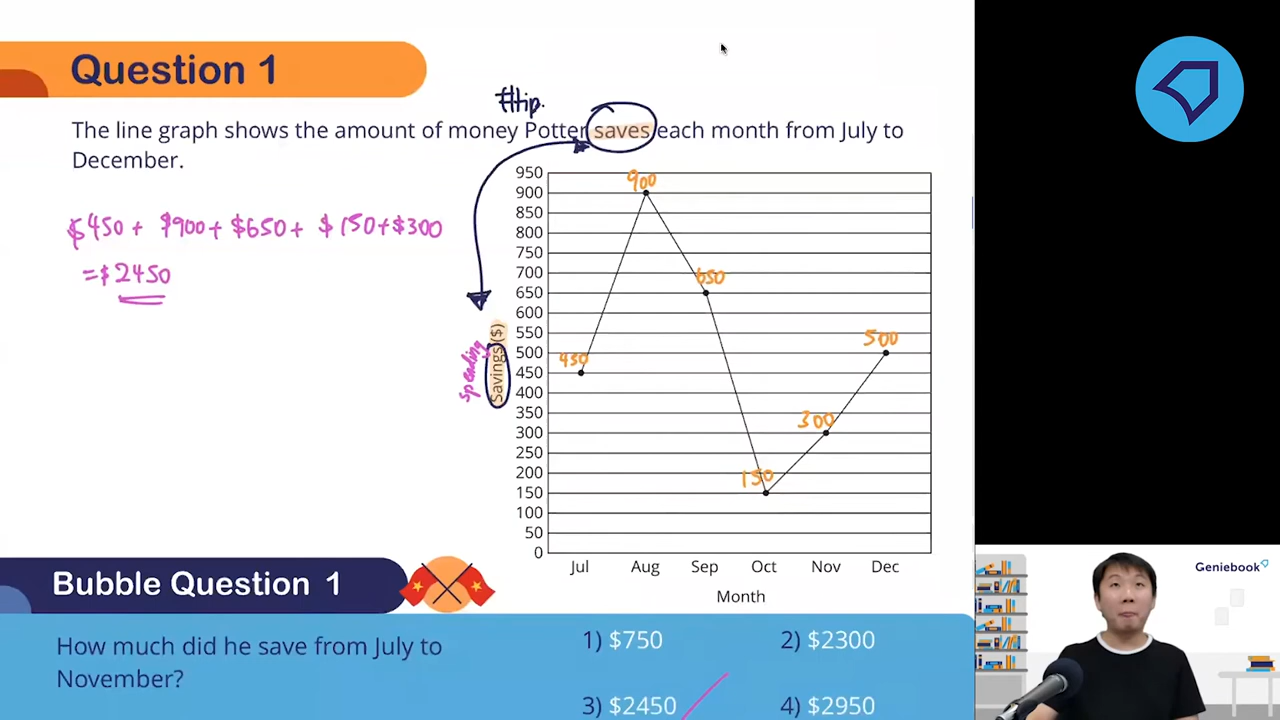 Question 1
#tip.
The line graph shows the amount of money Potter saves each month from July to
December.
$450 + $900 + $650 + $150 + $300
= $2450
950
900
850
800
750
700
650
600
550
500
450
400
350
300
250
200
150
100
50
0
Savings ($)
spending
450
900
650
150
300
500
Jul Aug Sep Oct Nov Dec
Month
Bubble Question 1
How much did he save from July to
November?
1) $750 2) $2300
3) $2450 4) $2950
Geniebook